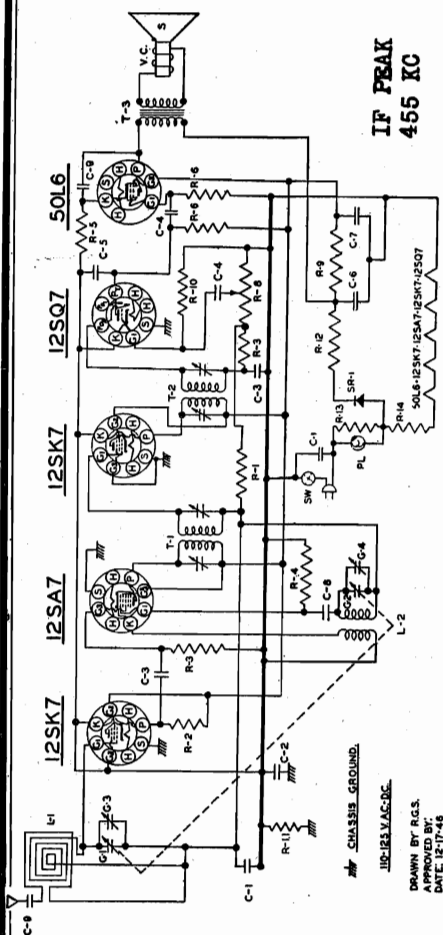 12SK7
12SA7
12SK7
12SQ7
50L6
C-9
L-1
G-1
G-3
C-3
R-2
R-3
T-1
T-2
R-5
C-5
C-9
T-3
V.C.
S
C-4
R-6
R-6
R-10
C-4
R-8
R-3
C-3
R-1
R-4
C-8
G2
G-4
L-2
C-1
R-11
C-2
SW
C-1
PL
R-13
SR-1
R-14
R-12
C-6
R-9
C-7
50L6-12SK7-12SA7-12SK7-12SQ7
IF PEAK
455 KC
CHASSIS GROUND.
110-125 V. AC-DC.
DRAWN BY R.G.S.
APPROVED BY:
DATE: 12-17-46